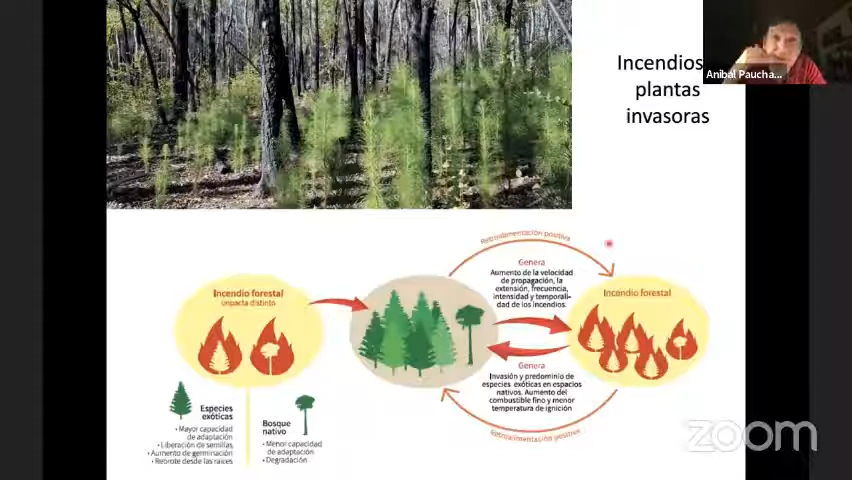 Incendios
plantas
invasoras
Anibal Paucha...
Retroalimentación positiva
Genera
Aumento de la velocidad
de propagación, la
extensión, frecuencia,
intensidad y temporali-
dad de los incendios.
Incendio forestal
impacta distinto
Incendio forestal
Genera
Invasión y predominio de
especies exóticas en espacios
nativos. Aumento del
combustible fino y menor
temperatura de ignición
Retroalimentación positiva
Especies
exóticas
• Mayor capacidad
de adaptación
• Liberación de semillas
• Aumento de germinación
• Rebrote desde las raíces
Bosque
nativo
• Menor capacidad
de adaptación
• Degradación
zoom